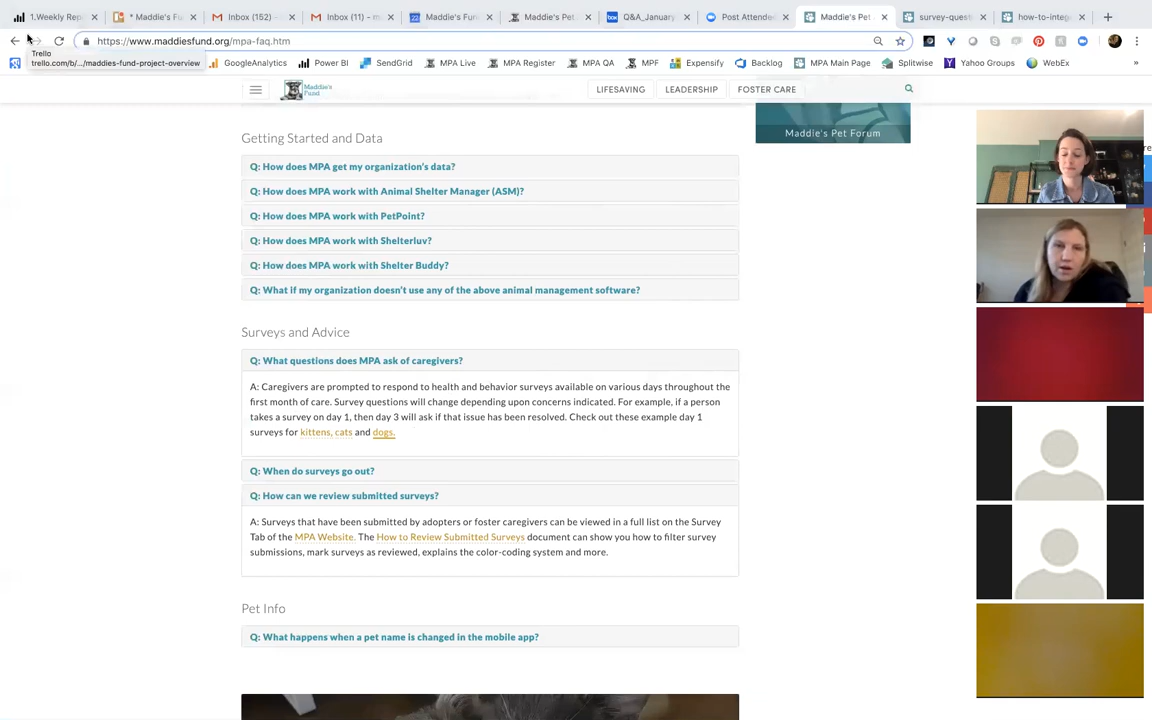 1.Weekly Rep
* Maddie's Fu
Inbox (152) -
Inbox (11) - m
Maddie's Fun
Maddie's Pet
Q&A_January
Post Attende
Maddie's Pet
survey-quest
how-to-integ
https://www.maddiesfund.org/mpa-faq.htm
Trello
trello.com/b/.../maddies-fund-project-overview
GoogleAnalytics
Power BI
SendGrid
MPA Live
MPA Register
MPA QA
MPF
Expensify
Backlog
MPA Main Page
Splitwise
Yahoo Groups
WebEx
»
Maddie's Fund
LIFESAVING
LEADERSHIP
FOSTER CARE
Maddie's Pet Forum
Getting Started and Data
Q: How does MPA get my organization's data?
Q: How does MPA work with Animal Shelter Manager (ASM)?
Q: How does MPA work with PetPoint?
Q: How does MPA work with Shelterluv?
Q: How does MPA work with Shelter Buddy?
Q: What if my organization doesn't use any of the above animal management software?
Surveys and Advice
Q: What questions does MPA ask of caregivers?
A: Caregivers are prompted to respond to health and behavior surveys available on various days throughout the
first month of care. Survey questions will change depending upon concerns indicated. For example, if a person
takes a survey on day 1, then day 3 will ask if that issue has been resolved. Check out these example day 1
surveys for kittens, cats and dogs.
Q: When do surveys go out?
Q: How can we review submitted surveys?
A: Surveys that have been submitted by adopters or foster caregivers can be viewed in a full list on the Survey
Tab of the MPA Website. The How to Review Submitted Surveys document can show you how to filter survey
submissions, mark surveys as reviewed, explains the color-coding system and more.
Pet Info
Q: What happens when a pet name is changed in the mobile app?